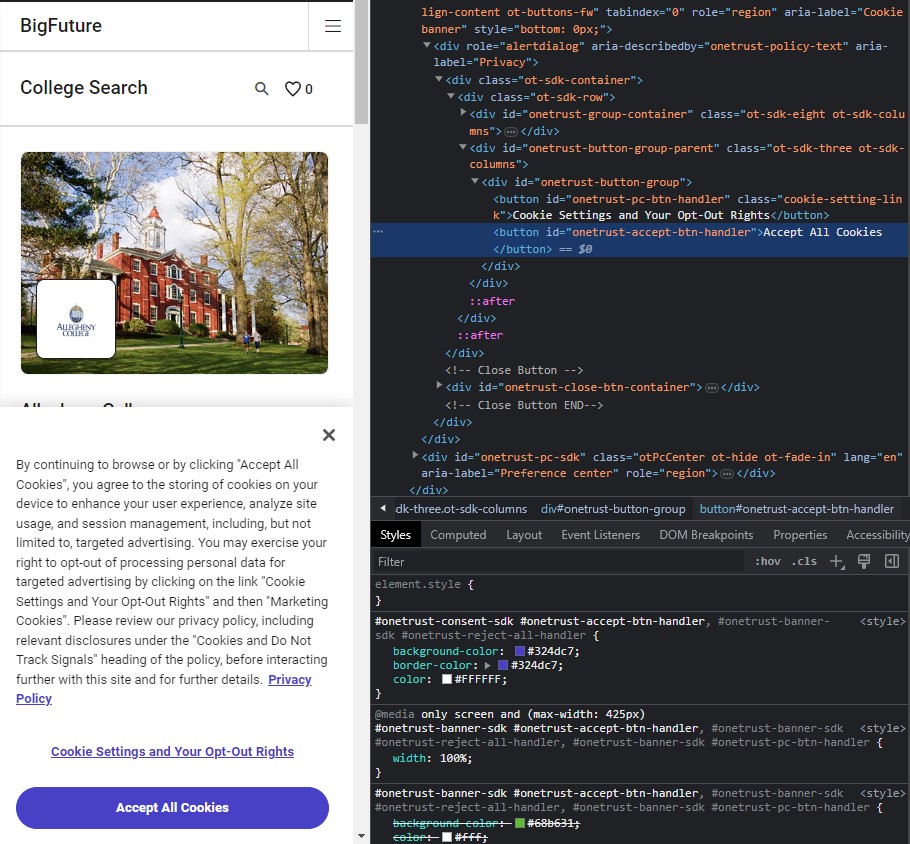 BigFuture
College Search
0
ALLEGHENY
COLLEGE
By continuing to browse or by clicking "Accept All
Cookies", you agree to the storing of cookies on your
device to enhance your user experience, analyze site
usage, and session management, including, but not
limited to, targeted advertising. You may exercise your
right to opt-out of processing personal data for
targeted advertising by clicking on the link "Cookie
Settings and Your Opt-Out Rights" and then "Marketing
Cookies". Please review our privacy policy, including
relevant disclosures under the "Cookies and Do Not
Track Signals" heading of the policy, before interacting
further with this site and for further details. Privacy
Policy
Cookie Settings and Your Opt-Out Rights
Accept All Cookies
lign-content ot-buttons-fw" tabindex="0" role="region" aria-label="Cookie
banner" style="bottom: 0px;">
<div role="alertdialog" aria-describedby="onetrust-policy-text" aria-
label="Privacy">
<div class="ot-sdk-container">
<div class="ot-sdk-row">
<div id="onetrust-group-container" class="ot-sdk-eight ot-sdk-colu
mns">…</div>
<div id="onetrust-button-group-parent" class="ot-sdk-three ot-sdk-
columns">
<div id="onetrust-button-group">
<button id="onetrust-pc-btn-handler" class="cookie-setting-lin
k">Cookie Settings and Your Opt-Out Rights</button>
<button id="onetrust-accept-btn-handler">Accept All Cookies
</button> == $0
</div>
</div>
::after
</div>
::after
</div>
<!-- Close Button -->
<div id="onetrust-close-btn-container">…</div>
<!-- Close Button END-->
</div>
</div>
<div id="onetrust-pc-sdk" class="otPcCenter ot-hide ot-fade-in" lang="en"
aria-label="Preference center" role="region">…</div>
</div>
dk-three.ot-sdk-columns div#onetrust-button-group button#onetrust-accept-btn-handler
Styles Computed Layout Event Listeners DOM Breakpoints Properties Accessibility
Filter :hov .cls
element.style {
}
#onetrust-consent-sdk #onetrust-accept-btn-handler, #onetrust-banner- <style>
sdk #onetrust-reject-all-handler {
background-color: #324dc7;
border-color: #324dc7;
color: #FFFFFF;
}
@media only screen and (max-width: 425px)
#onetrust-banner-sdk #onetrust-accept-btn-handler, #onetrust-banner-sdk <style>
#onetrust-reject-all-handler, #onetrust-banner-sdk #onetrust-pc-btn-handler {
width: 100%;
}
#onetrust-banner-sdk #onetrust-accept-btn-handler, #onetrust-banner-sdk <style>
#onetrust-reject-all-handler, #onetrust-banner-sdk #onetrust-pc-btn-handler {
background-color: #68b631;
color: #fff;